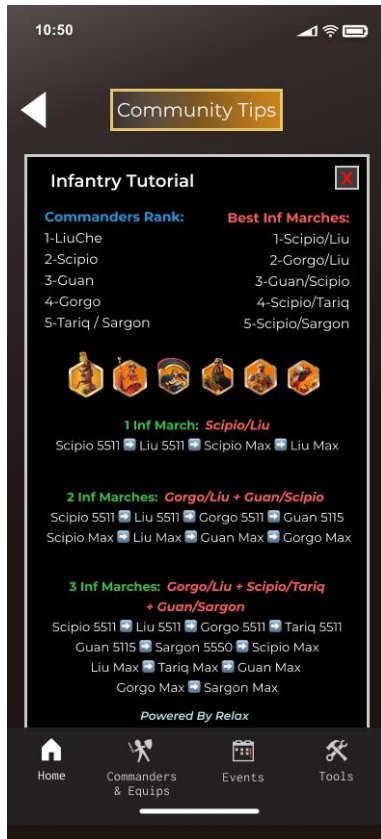 10:50
Community Tips
Infantry Tutorial X
Commanders Rank: Best Inf Marches:
1-LiuChe 1-Scipio/Liu
2-Scipio 2-Gorgo/Liu
3-Guan 3-Guan/Scipio
4-Gorgo 4-Scipio/Tariq
5-Tariq / Sargon 5-Scipio/Sargon
1 Inf March: Scipio/Liu
Scipio 5511 ➡ Liu 5511 ➡ Scipio Max ➡ Liu Max
2 Inf Marches: Gorgo/Liu + Guan/Scipio
Scipio 5511 ➡ Liu 5511 ➡ Gorgo 5511 ➡ Guan 5115
Scipio Max ➡ Liu Max ➡ Guan Max ➡ Gorgo Max
3 Inf Marches: Gorgo/Liu + Scipio/Tariq
+ Guan/Sargon
Scipio 5511 ➡ Liu 5511 ➡ Gorgo 5511 ➡ Tariq 5511
Guan 5115 ➡ Sargon 5550 ➡ Scipio Max
Liu Max ➡ Tariq Max ➡ Guan Max
Gorgo Max ➡ Sargon Max
Powered By Relax
Home Commanders Events Tools
& Equips